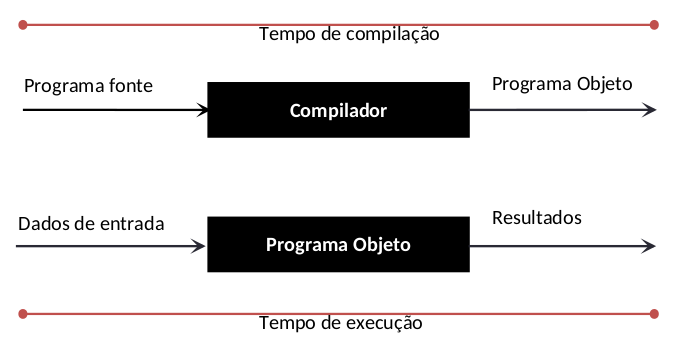 Tempo de compilação
Programa fonte
Programa Objeto
Compilador
Dados de entrada
Resultados
Programa Objeto
Tempo de execução